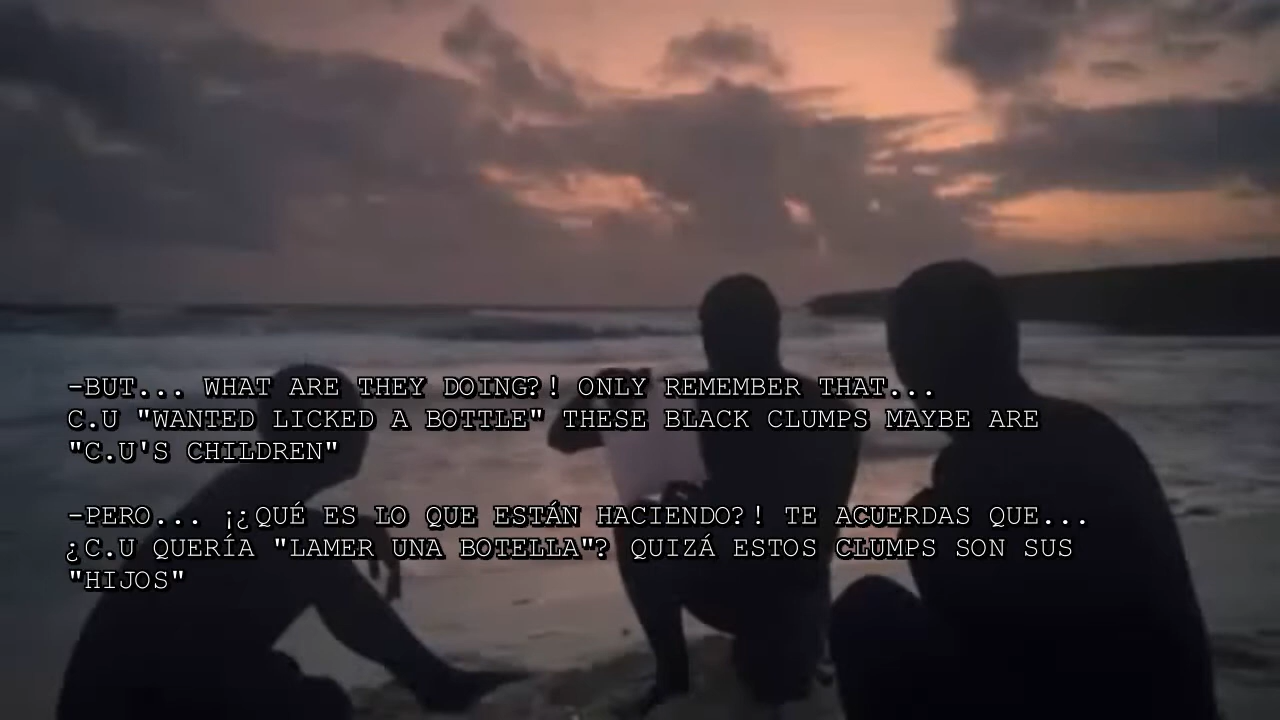 -BUT... WHAT ARE THEY DOING?! ONLY REMEMBER THAT...
C.U "WANTED LICKED A BOTTLE" THESE BLACK CLUMPS MAYBE ARE
"C.U'S CHILDREN"
-PERO... ¡¿QUÉ ES LO QUE ESTÁN HACIENDO?! TE ACUERDAS QUE...
¿C.U QUERÍA "LAMER UNA BOTELLA"? QUIZÁ ESTOS CLUMPS SON SUS
"HIJOS"